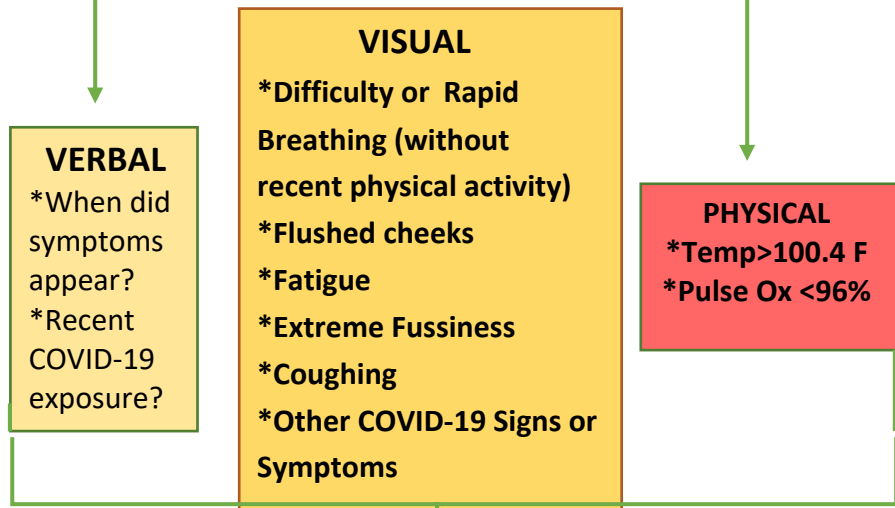 VERBAL
*When did
symptoms
appear?
*Recent
COVID-19
exposure?
VISUAL
*Difficulty or Rapid
Breathing (without
recent physical activity)
*Flushed cheeks
*Fatigue
*Extreme Fussiness
*Coughing
*Other COVID-19 Signs or
Symptoms
PHYSICAL
*Temp>100.4 F
*Pulse Ox <96%